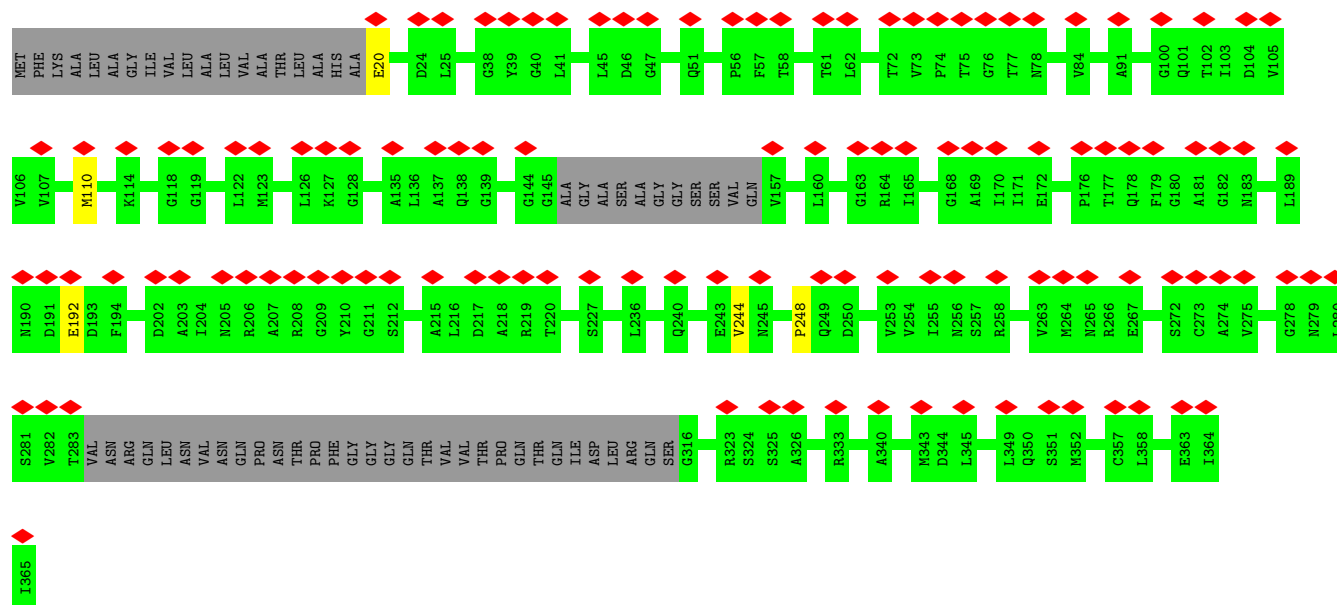 MET PHE LYS ALA LEU ALA GLY ILE VAL LEU ALA LEU VAL ALA THR LEU ALA HIS ALA E20 D24 L25 G38 Y39 G40 L41 L45 D46 G47 Q51 P56 F57 T58 T61 L62 T72 V73 P74 T75 G76 T77 N78 V84 A91 G100 Q101 T102 I103 D104 V105
V106 V107 M110 K114 G118 G119 L122 M123 L126 K127 G128 A135 L136 A137 Q138 G139 G144 G145 ALA GLY ALA SER ALA GLY GLY SER SER VAL GLN V157 L160 G163 R164 I165 G168 A169 I170 I171 E172 P176 T177 Q178 F179 G180 A181 G182 N183 L189
N190 D191 E192 D193 F194 D202 A203 I204 N205 R206 A207 R208 G209 Y210 G211 S212 A215 L216 D217 A218 R219 T220 S227 L236 Q240 E243 V244 N245 P248 Q249 D250 V253 V254 I255 N256 S257 R258 V263 M264 N265 R266 E267 S272 C273 A274 V275 G278 N279
S281 V282 T283 VAL ASN ARG GLN LEU ASN VAL ASN GLN PRO ASN THR PRO PHE GLY GLY GLY GLN THR VAL VAL THR PRO GLN THR GLN ILE ASP LEU ARG GLN SER G316 R323 S324 S325 A326 R333 A340 M343 D344 L345 L349 Q350 S351 M352 C357 L358 E363 I364
I365